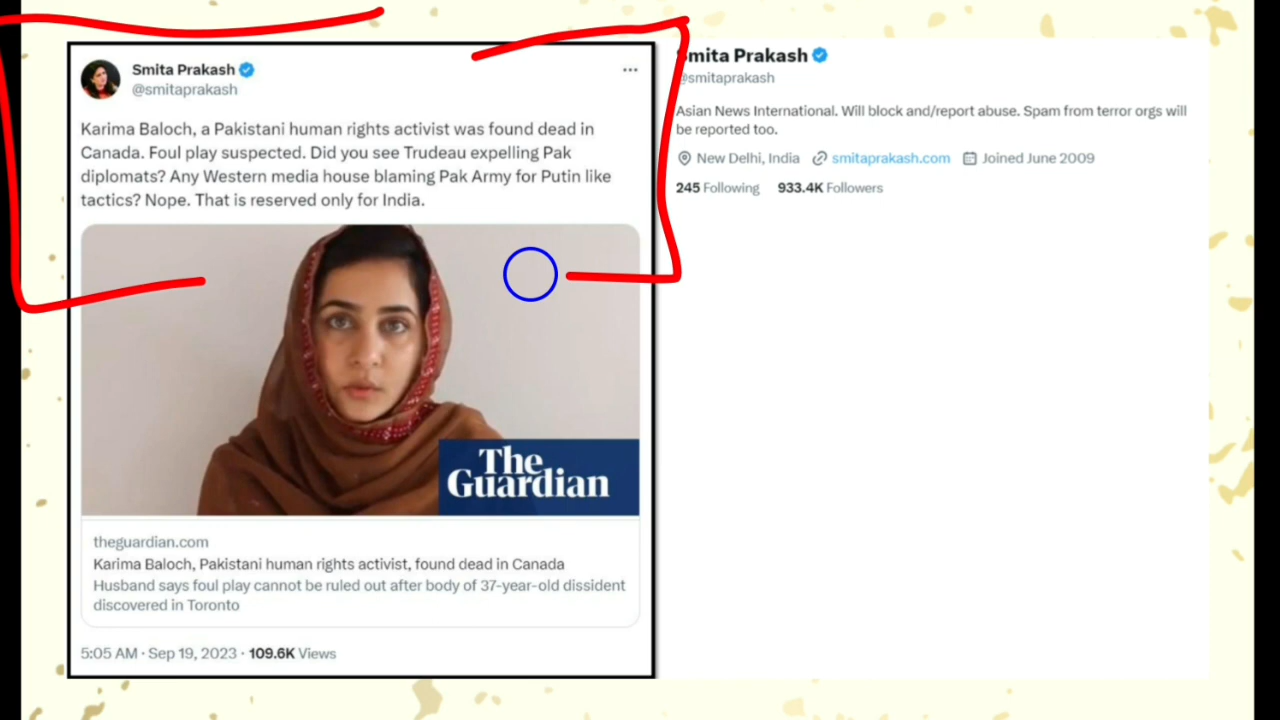 Smita Prakash
@smitaprakash
Karima Baloch, a Pakistani human rights activist was found dead in
Canada. Foul play suspected. Did you see Trudeau expelling Pak
diplomats? Any Western media house blaming Pak Army for Putin like
tactics? Nope. That is reserved only for India.
The
Guardian
theguardian.com
Karima Baloch, Pakistani human rights activist, found dead in Canada
Husband says foul play cannot be ruled out after body of 37-year-old dissident
discovered in Toronto
5:05 AM · Sep 19, 2023 · 109.6K Views
Smita Prakash
@smitaprakash
Asian News International. Will block and/report abuse. Spam from terror orgs will
be reported too.
New Delhi, India smitaprakash.com Joined June 2009
245 Following 933.4K Followers